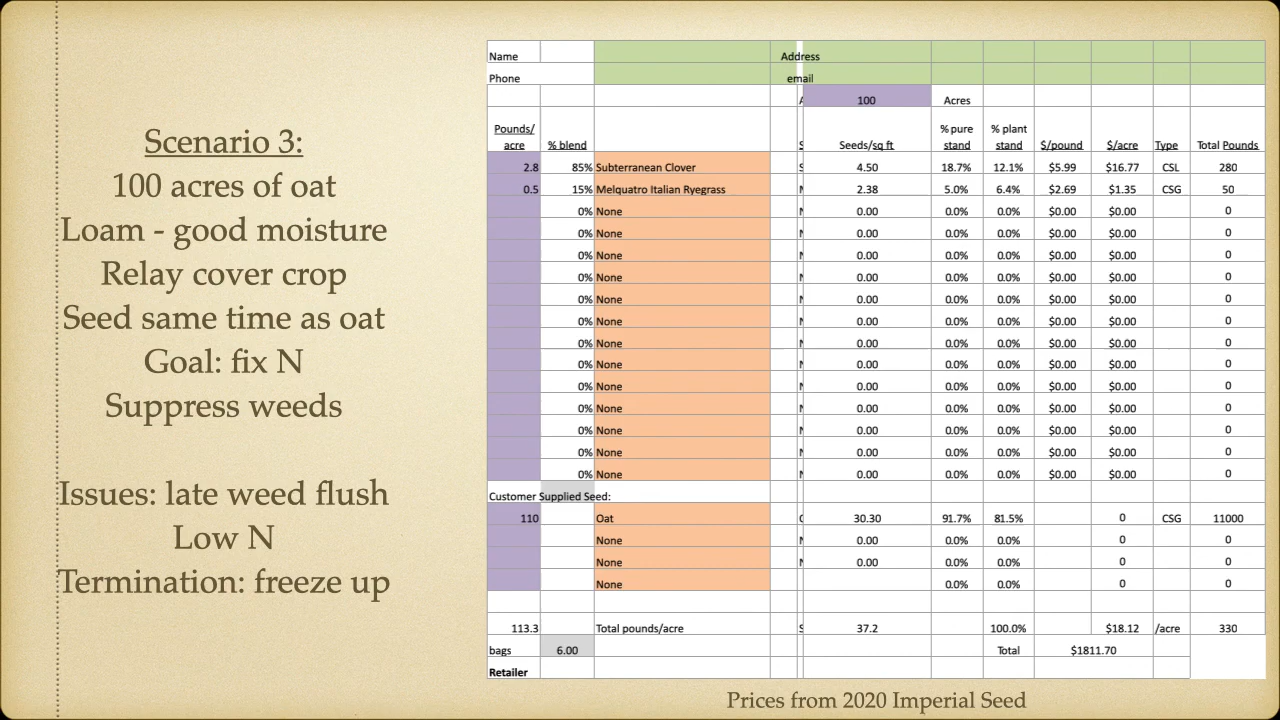 Scenario 3:
100 acres of oat
Loam - good moisture
Relay cover crop
Seed same time as oat
Goal: fix N
Suppress weeds
Issues: late weed flush
Low N
Termination: freeze up
Name Address
Phone email
100 Acres
Pounds/ % pure % plant
acre % blend S Seeds/sq ft stand stand $/pound $/acre Type Total Pounds
2.8 85% Subterranean Clover S 4.50 18.7% 12.1% $5.99 $16.77 CSL 280
0.5 15% Melquatro Italian Ryegrass 2.38 5.0% 6.4% $2.69 $1.35 CSG 50
0% None 0.00 0.0% 0.0% $0.00 $0.00 0
0% None 0.00 0.0% 0.0% $0.00 $0.00 0
0% None 0.00 0.0% 0.0% $0.00 $0.00 0
0% None 0.00 0.0% 0.0% $0.00 $0.00 0
0% None 0.00 0.0% 0.0% $0.00 $0.00 0
0% None 0.00 0.0% 0.0% $0.00 $0.00 0
0% None 0.00 0.0% 0.0% $0.00 $0.00 0
0% None 0.00 0.0% 0.0% $0.00 $0.00 0
0% None 0.00 0.0% 0.0% $0.00 $0.00 0
0% None 0.00 0.0% 0.0% $0.00 $0.00 0
0% None 0.00 0.0% 0.0% $0.00 $0.00 0
0% None 0.00 0.0% 0.0% $0.00 $0.00 0
0% None 0.00 0.0% 0.0% $0.00 $0.00 0
Customer Supplied Seed:
110 Oat 30.30 91.7% 81.5% 0 CSG 11000
None 0.00 0.0% 0.0% 0 0
None 0.00 0.0% 0.0% 0 0
None 0.0% 0.0% 0 0
113.3 Total pounds/acre S 37.2 100.0% $18.12 /acre 330
bags 6.00 Total $1811.70
Retailer
Prices from 2020 Imperial Seed